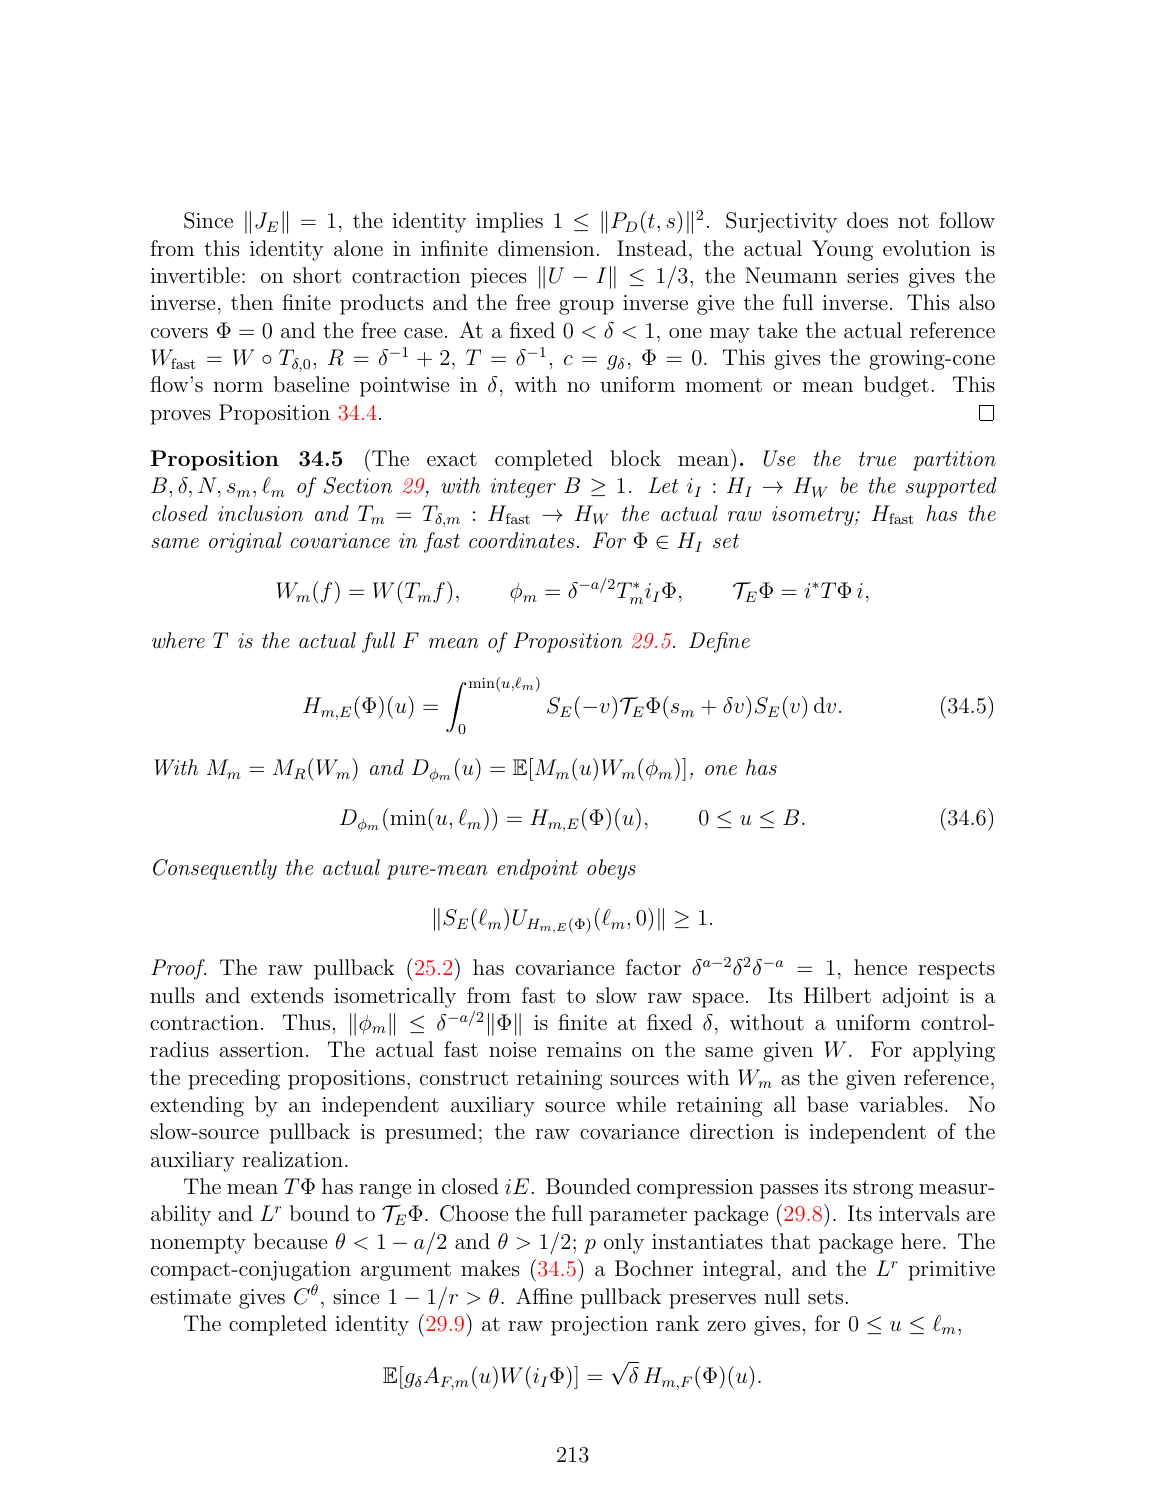 Since ‖J_E‖ = 1, the identity implies 1 ≤ ‖P_D(t, s)‖². Surjectivity does not follow
from this identity alone in infinite dimension. Instead, the actual Young evolution is
invertible: on short contraction pieces ‖U − I‖ ≤ 1/3, the Neumann series gives the
inverse, then finite products and the free group inverse give the full inverse. This also
covers Φ = 0 and the free case. At a fixed 0 < δ < 1, one may take the actual reference
W_fast = W ∘ T_{δ,0}, R = δ^{−1} + 2, T = δ^{−1}, c = g_δ, Φ = 0. This gives the growing-cone
flow's norm baseline pointwise in δ, with no uniform moment or mean budget. This
proves Proposition 34.4. □
Proposition 34.5 (The exact completed block mean). Use the true partition
B, δ, N, s_m, ℓ_m of Section 29, with integer B ≥ 1. Let i_I : H_I → H_W be the supported
closed inclusion and T_m = T_{δ,m} : H_fast → H_W the actual raw isometry; H_fast has the
same original covariance in fast coordinates. For Φ ∈ H_I set
W_m(f) = W(T_m f), φ_m = δ^{−a/2} T_m^* i_I Φ, 𝒯_E Φ = i^* T Φ i,
where T is the actual full F mean of Proposition 29.5. Define
H_{m,E}(Φ)(u) = ∫_0^{min(u,ℓ_m)} S_E(−v)𝒯_E Φ(s_m + δv)S_E(v) dv. (34.5)
With M_m = M_R(W_m) and D_{φ_m}(u) = 𝔼[M_m(u)W_m(φ_m)], one has
D_{φ_m}(min(u, ℓ_m)) = H_{m,E}(Φ)(u), 0 ≤ u ≤ B. (34.6)
Consequently the actual pure-mean endpoint obeys
‖S_E(ℓ_m)U_{H_{m,E}(Φ)}(ℓ_m, 0)‖ ≥ 1.
Proof. The raw pullback (25.2) has covariance factor δ^{a−2}δ²δ^{−a} = 1, hence respects
nulls and extends isometrically from fast to slow raw space. Its Hilbert adjoint is a
contraction. Thus, ‖φ_m‖ ≤ δ^{−a/2}‖Φ‖ is finite at fixed δ, without a uniform control-
radius assertion. The actual fast noise remains on the same given W. For applying
the preceding propositions, construct retaining sources with W_m as the given reference,
extending by an independent auxiliary source while retaining all base variables. No
slow-source pullback is presumed; the raw covariance direction is independent of the
auxiliary realization.
The mean TΦ has range in closed iE. Bounded compression passes its strong measur-
ability and L^r bound to 𝒯_E Φ. Choose the full parameter package (29.8). Its intervals are
nonempty because θ < 1 − a/2 and θ > 1/2; p only instantiates that package here. The
compact-conjugation argument makes (34.5) a Bochner integral, and the L^r primitive
estimate gives C^θ, since 1 − 1/r > θ. Affine pullback preserves null sets.
The completed identity (29.9) at raw projection rank zero gives, for 0 ≤ u ≤ ℓ_m,
𝔼[g_δ A_{F,m}(u)W(i_I Φ)] = √δ H_{m,F}(Φ)(u).
213